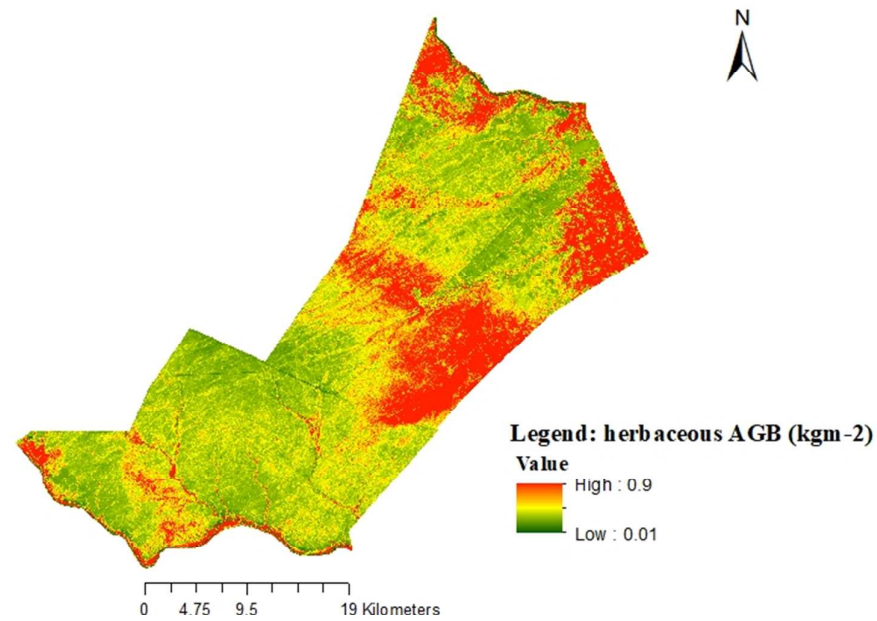 N
Legend: herbaceous AGB (kgm-2)
Value
High : 0.9
Low : 0.01
0 4.75 9.5 19 Kilometers